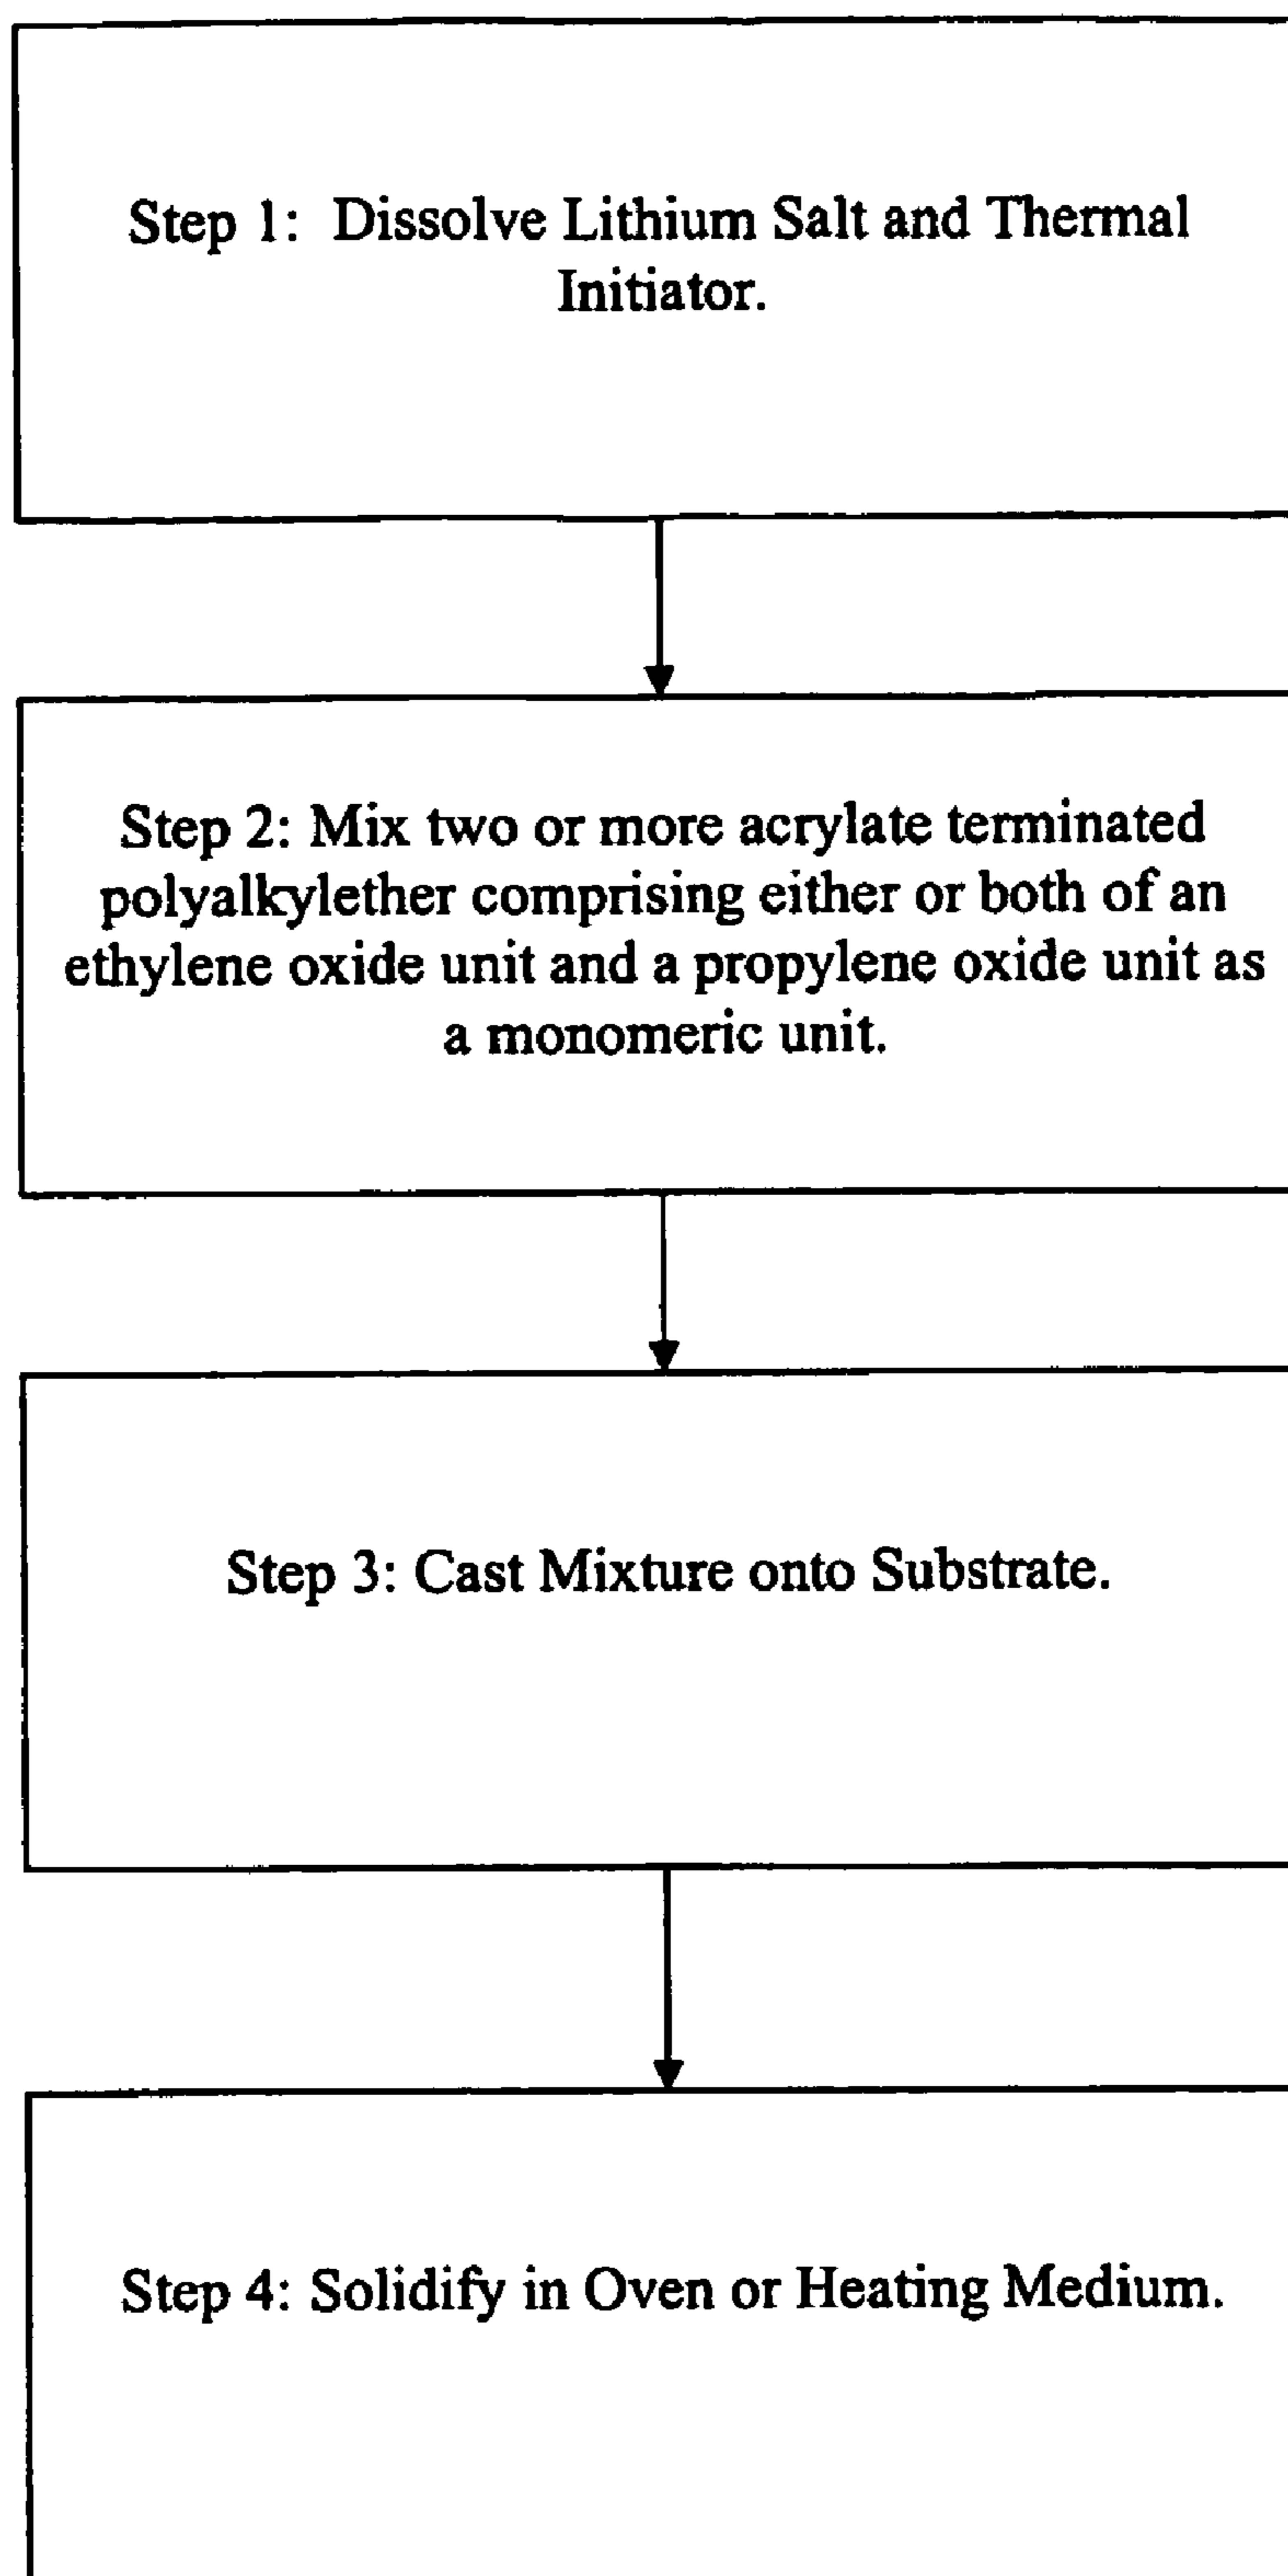 Step 1: Dissolve Lithium Salt and Thermal
Initiator.
Step 2: Mix two or more acrylate terminated
polyalkylether comprising either or both of an
ethylene oxide unit and a propylene oxide unit as
a monomeric unit.
Step 3: Cast Mixture onto Substrate.
Step 4: Solidify in Oven or Heating Medium.